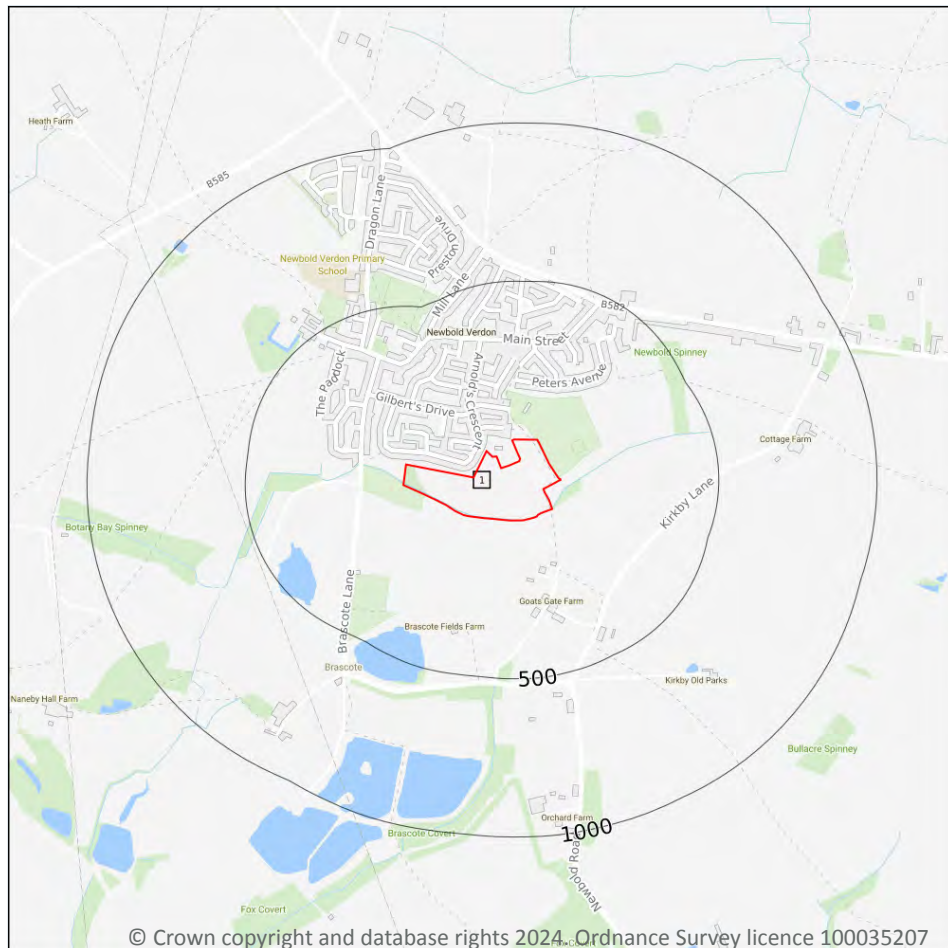 Heath Farm
B585
Dragon Lane
Preston Drive
Newbold Verdon Primary
School
Mill Lane
B582
Newbold Verdon
Main Street
Newbold Spinney
The Paddock
Arnold's Crescent
Peters Avenue
Gilbert's Drive
Cottage Farm
1
Kirkby Lane
Botany Bay Spinney
Brascote Lane
Goats Gate Farm
Brascote Fields Farm
Brascote
500
Kirkby Old Parks
Naneby Hall Farm
Bullacre Spinney
Orchard Farm
1000
Brascote Covert
Newbold Road
Fox Covert
Fox Covert
© Crown copyright and database rights 2024. Ordnance Survey licence 100035207